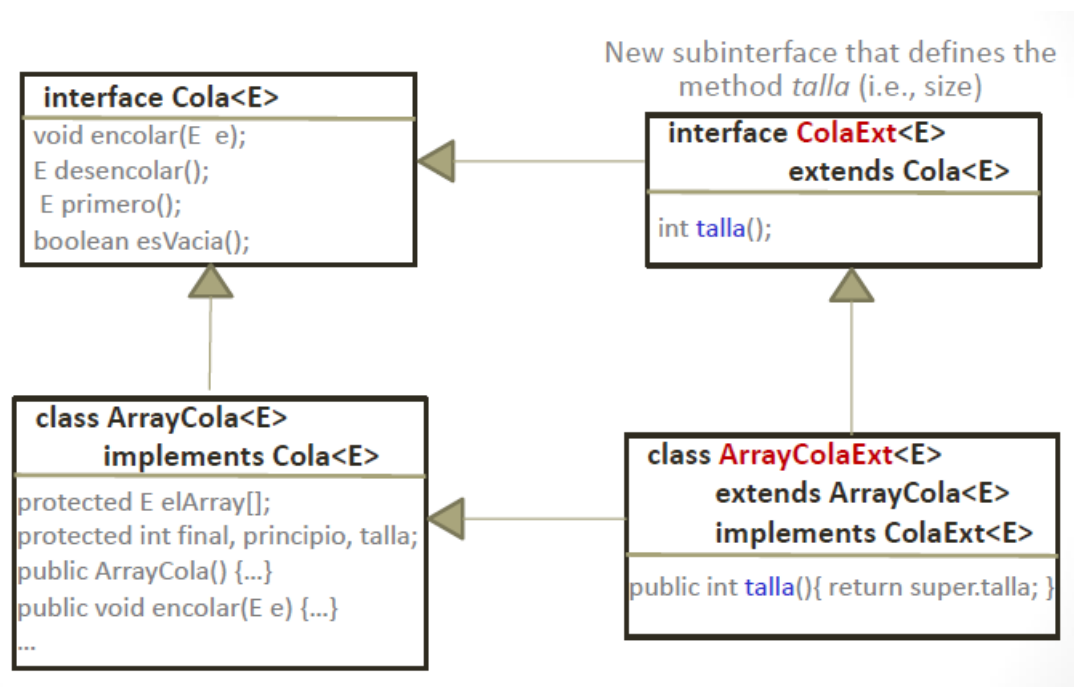 New subinterface that defines the
method talla (i.e., size)
interface Cola<E>
void encolar(E e);
E desencolar();
E primero();
boolean esVacia();
interface ColaExt<E>
extends Cola<E>
int talla();
class ArrayCola<E>
implements Cola<E>
protected E elArray[];
protected int final, principio, talla;
public ArrayCola() {...}
public void encolar(E e) {...}
...
class ArrayColaExt<E>
extends ArrayCola<E>
implements ColaExt<E>
public int talla(){ return super.talla; }